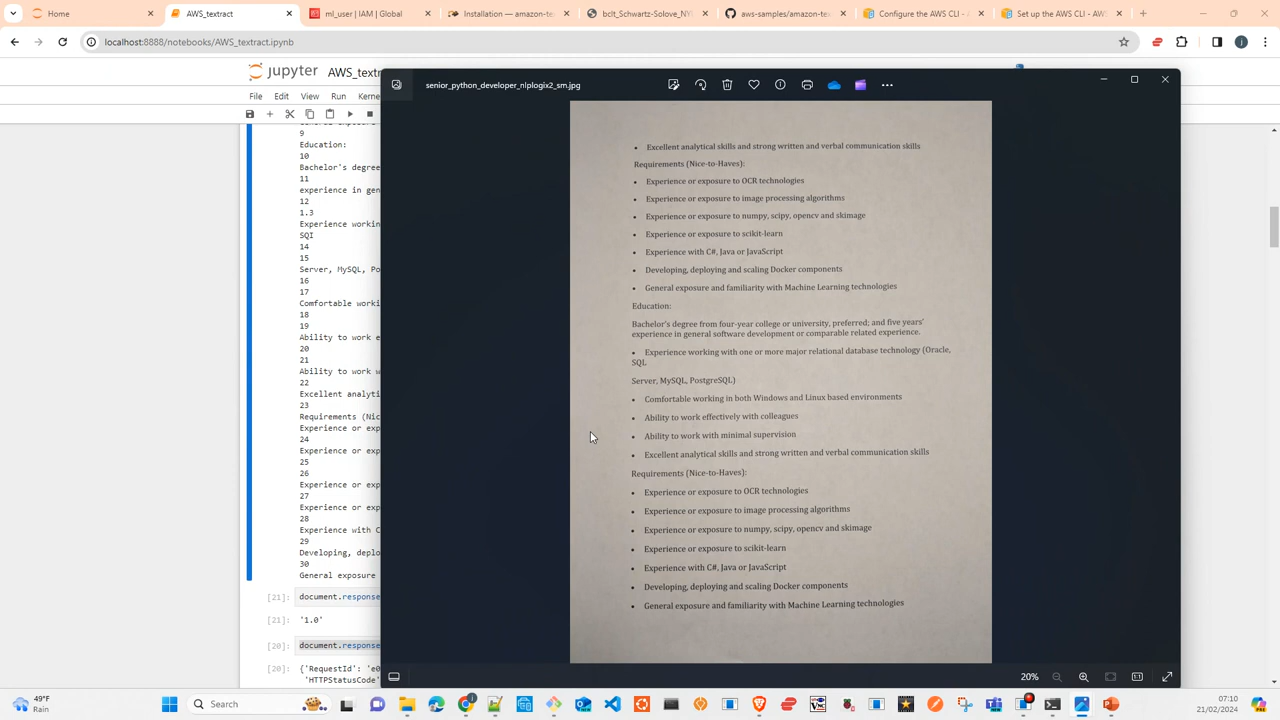 Home
AWS_textract
ml_user | IAM | Global
Installation — amazon-te
bclt_Schwartz-Solove_NY
aws-samples/amazon-te
Configure the AWS CLI -
Set up the AWS CLI - AWS
localhost:8888/notebooks/AWS_textract.ipynb
jupyter AWS_textr
File Edit View Run Kerne
senior_python_developer_nlplogix2_sm.jpg
9
Education:
10
Bachelor's degree
11
experience in gen
12
1.3
Experience workin
SQI
14
15
Server, MySQL, Po
16
17
Comfortable worki
18
19
Ability to work e
20
21
Ability to work w
22
Excellent analyti
23
Requirements (Nic
Experience or exp
24
Experience or exp
25
26
Experience or exp
27
Experience or exp
28
Experience with C
29
Developing, deplo
30
General exposure
[21]: document.response
[21]: '1.0'
[20]: document.response
[20]: {'RequestId': 'e0
'HTTPStatusCode'
• Excellent analytical skills and strong written and verbal communication skills
Requirements (Nice-to-Haves):
• Experience or exposure to OCR technologies
• Experience or exposure to image processing algorithms
• Experience or exposure to numpy, scipy, opencv and skimage
• Experience or exposure to scikit-learn
• Experience with C#, Java or JavaScript
• Developing, deploying and scaling Docker components
• General exposure and familiarity with Machine Learning technologies
Education:
Bachelor's degree from four-year college or university, preferred; and five years'
experience in general software development or comparable related experience.
• Experience working with one or more major relational database technology (Oracle,
SQL
Server, MySQL, PostgreSQL)
• Comfortable working in both Windows and Linux based environments
• Ability to work effectively with colleagues
• Ability to work with minimal supervision
• Excellent analytical skills and strong written and verbal communication skills
Requirements (Nice-to-Haves):
• Experience or exposure to OCR technologies
• Experience or exposure to image processing algorithms
• Experience or exposure to numpy, scipy, opencv and skimage
• Experience or exposure to scikit-learn
• Experience with C#, Java or JavaScript
• Developing, deploying and scaling Docker components
• General exposure and familiarity with Machine Learning technologies
20%
49°F
Rain
Search
07:10
21/02/2024